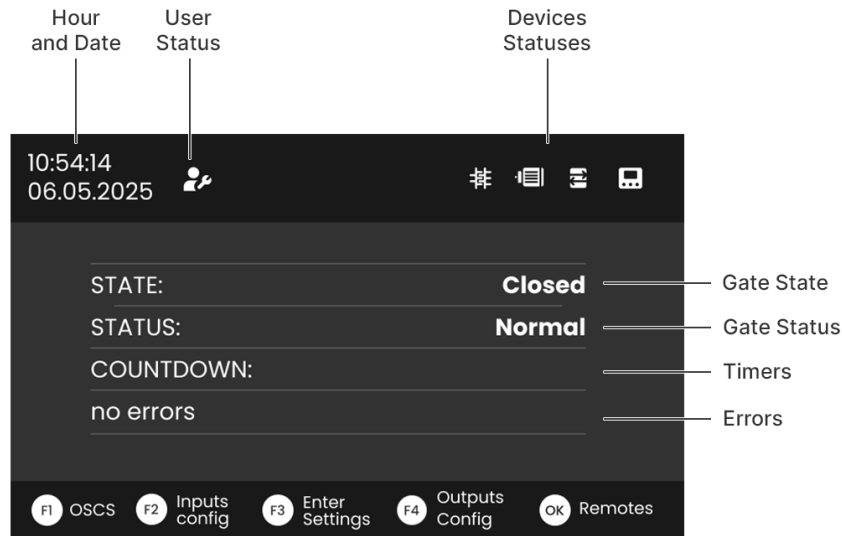 Hour
and Date
User
Status
Devices
Statuses
10:54:14
06.05.2025
STATE: Closed
Gate State
STATUS: Normal
Gate Status
COUNTDOWN:
Timers
no errors
Errors
F1 OSCS
F2 Inputs
config
F3 Enter
Settings
F4 Outputs
Config
OK Remotes